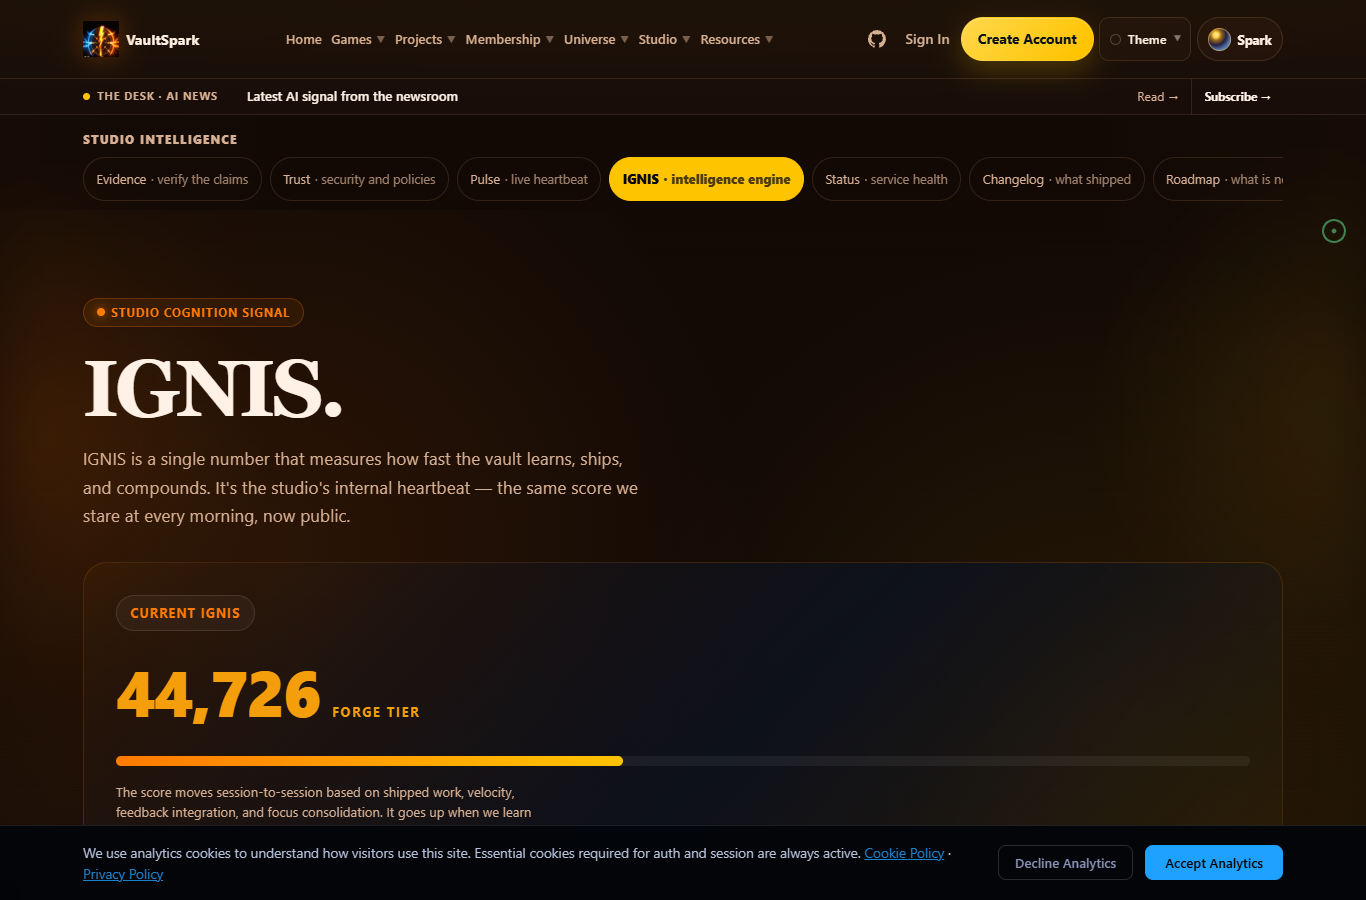 VaultSpark
Home Games ▼ Projects ▼ Membership ▼ Universe ▼ Studio ▼ Resources ▼
Sign In
Create Account
Theme ▼
Spark
THE DESK · AI NEWS
Latest AI signal from the newsroom
Read →
Subscribe →
STUDIO INTELLIGENCE
Evidence · verify the claims
Trust · security and policies
Pulse · live heartbeat
IGNIS · intelligence engine
Status · service health
Changelog · what shipped
Roadmap · what is
STUDIO COGNITION SIGNAL
IGNIS.
IGNIS is a single number that measures how fast the vault learns, ships,
and compounds. It's the studio's internal heartbeat — the same score we
stare at every morning, now public.
CURRENT IGNIS
44,726 FORGE TIER
The score moves session-to-session based on shipped work, velocity,
feedback integration, and focus consolidation. It goes up when we learn
We use analytics cookies to understand how visitors use this site. Essential cookies required for auth and session are always active. Cookie Policy ·
Privacy Policy
Decline Analytics
Accept Analytics